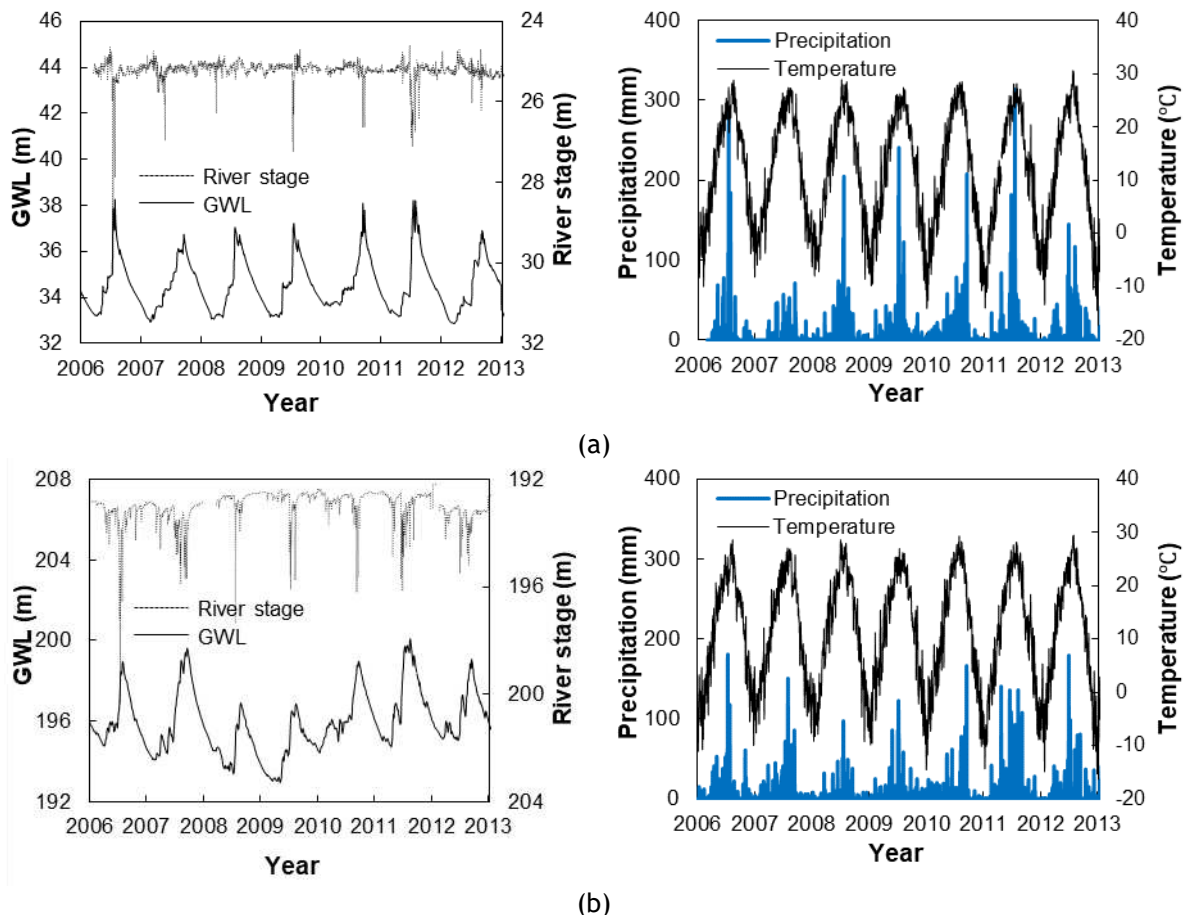 46
44
42
40
38
36
34
32
GWL (m)
24
26
28
30
32
River stage (m)
River stage
GWL
2006 2007 2008 2009 2010 2011 2012 2013
Year
400
300
200
100
0
Precipitation (mm)
40
30
20
10
0
-10
-20
Temperature (℃)
Precipitation
Temperature
2006 2007 2008 2009 2010 2011 2012 2013
Year
(a)
208
204
200
196
192
GWL (m)
192
196
200
204
River stage (m)
River stage
GWL
2006 2007 2008 2009 2010 2011 2012 2013
Year
400
300
200
100
0
Precipitation (mm)
40
30
20
10
0
-10
-20
Temperature (℃)
Precipitation
Temperature
2006 2007 2008 2009 2010 2011 2012 2013
Year
(b)